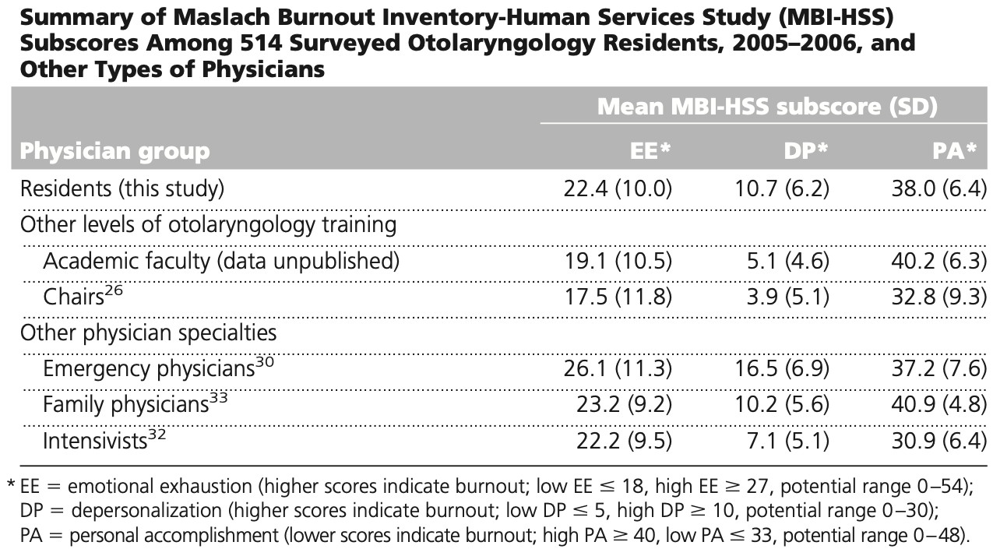 Summary of Maslach Burnout Inventory-Human Services Study (MBI-HSS)
Subscores Among 514 Surveyed Otolaryngology Residents, 2005–2006, and
Other Types of Physicians
Mean MBI-HSS subscore (SD)
Physician group EE* DP* PA*
Residents (this study) 22.4 (10.0) 10.7 (6.2) 38.0 (6.4)
Other levels of otolaryngology training
Academic faculty (data unpublished) 19.1 (10.5) 5.1 (4.6) 40.2 (6.3)
Chairs26 17.5 (11.8) 3.9 (5.1) 32.8 (9.3)
Other physician specialties
Emergency physicians30 26.1 (11.3) 16.5 (6.9) 37.2 (7.6)
Family physicians33 23.2 (9.2) 10.2 (5.6) 40.9 (4.8)
Intensivists32 22.2 (9.5) 7.1 (5.1) 30.9 (6.4)
* EE = emotional exhaustion (higher scores indicate burnout; low EE ≤ 18, high EE ≥ 27, potential range 0–54);
DP = depersonalization (higher scores indicate burnout; low DP ≤ 5, high DP ≥ 10, potential range 0–30);
PA = personal accomplishment (lower scores indicate burnout; high PA ≥ 40, low PA ≤ 33, potential range 0–48).